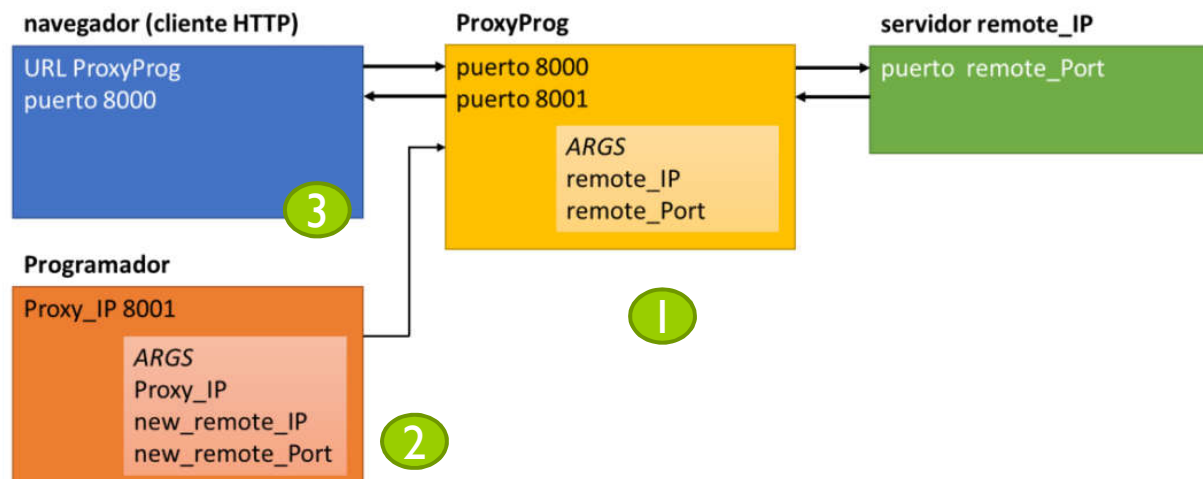 navegador (cliente HTTP)
URL ProxyProg
puerto 8000
3
ProxyProg
puerto 8000
puerto 8001
ARGS
remote_IP
remote_Port
servidor remote_IP
puerto remote_Port
Programador
Proxy_IP 8001
ARGS
Proxy_IP
new_remote_IP
new_remote_Port
2
1